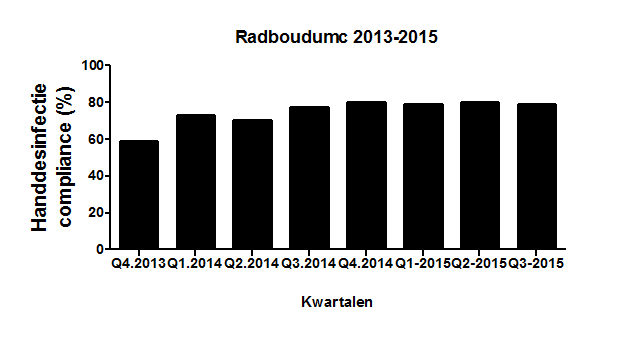 Radboudumc 2013-2015
Handdesinfectie
compliance (%)
100
80
60
40
20
0
Q4.2013 Q1.2014 Q2.2014 Q3.2014 Q4.2014 Q1-2015 Q2-2015 Q3-2015
Kwartalen